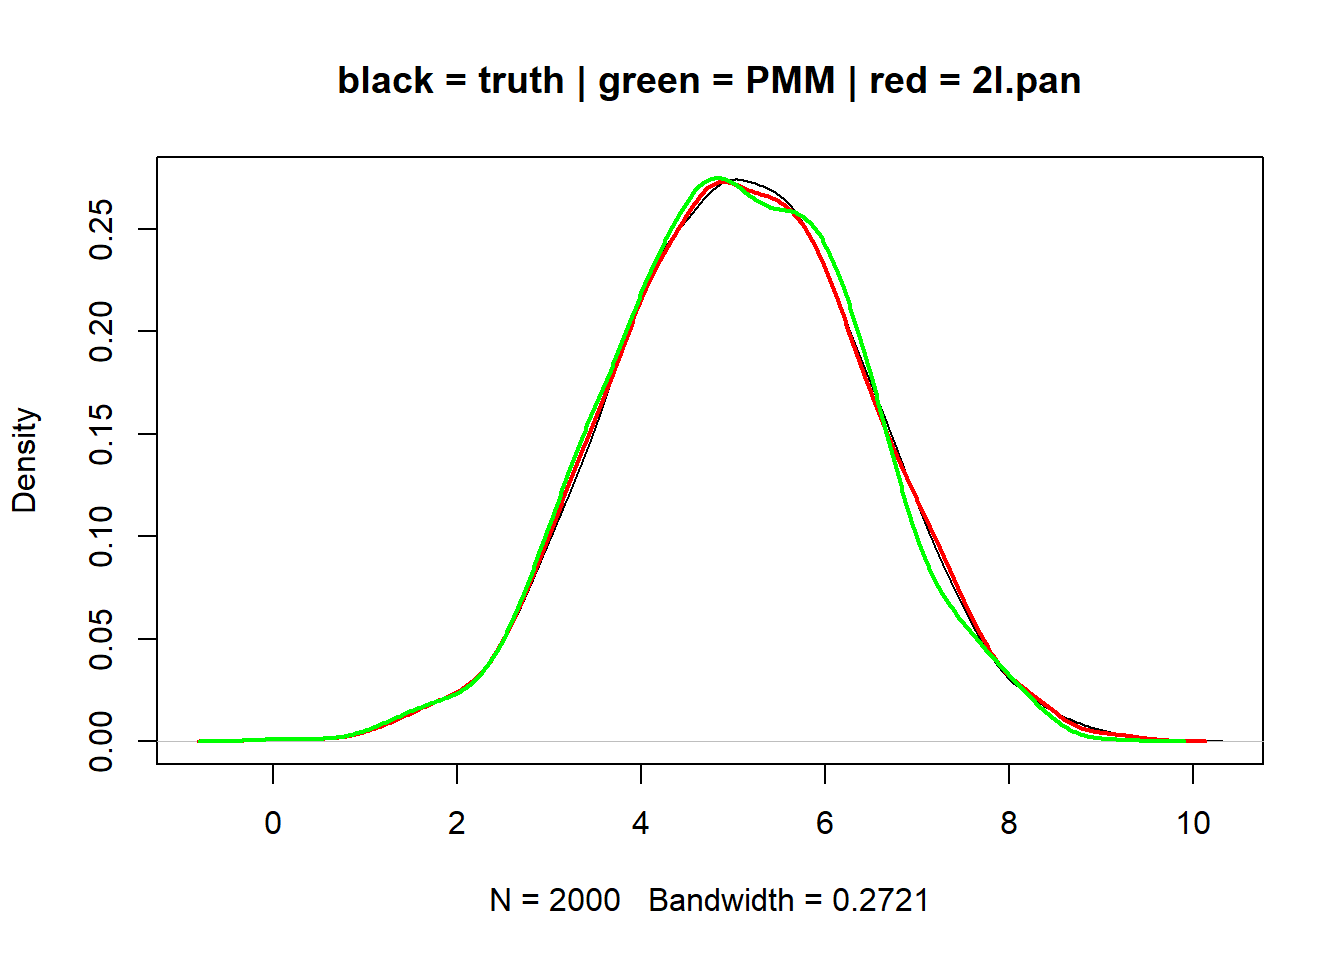 black = truth | green = PMM | red = 2l.pan
Density
0.25
0.20
0.15
0.10
0.05
0.00
0 2 4 6 8 10
N = 2000 Bandwidth = 0.2721